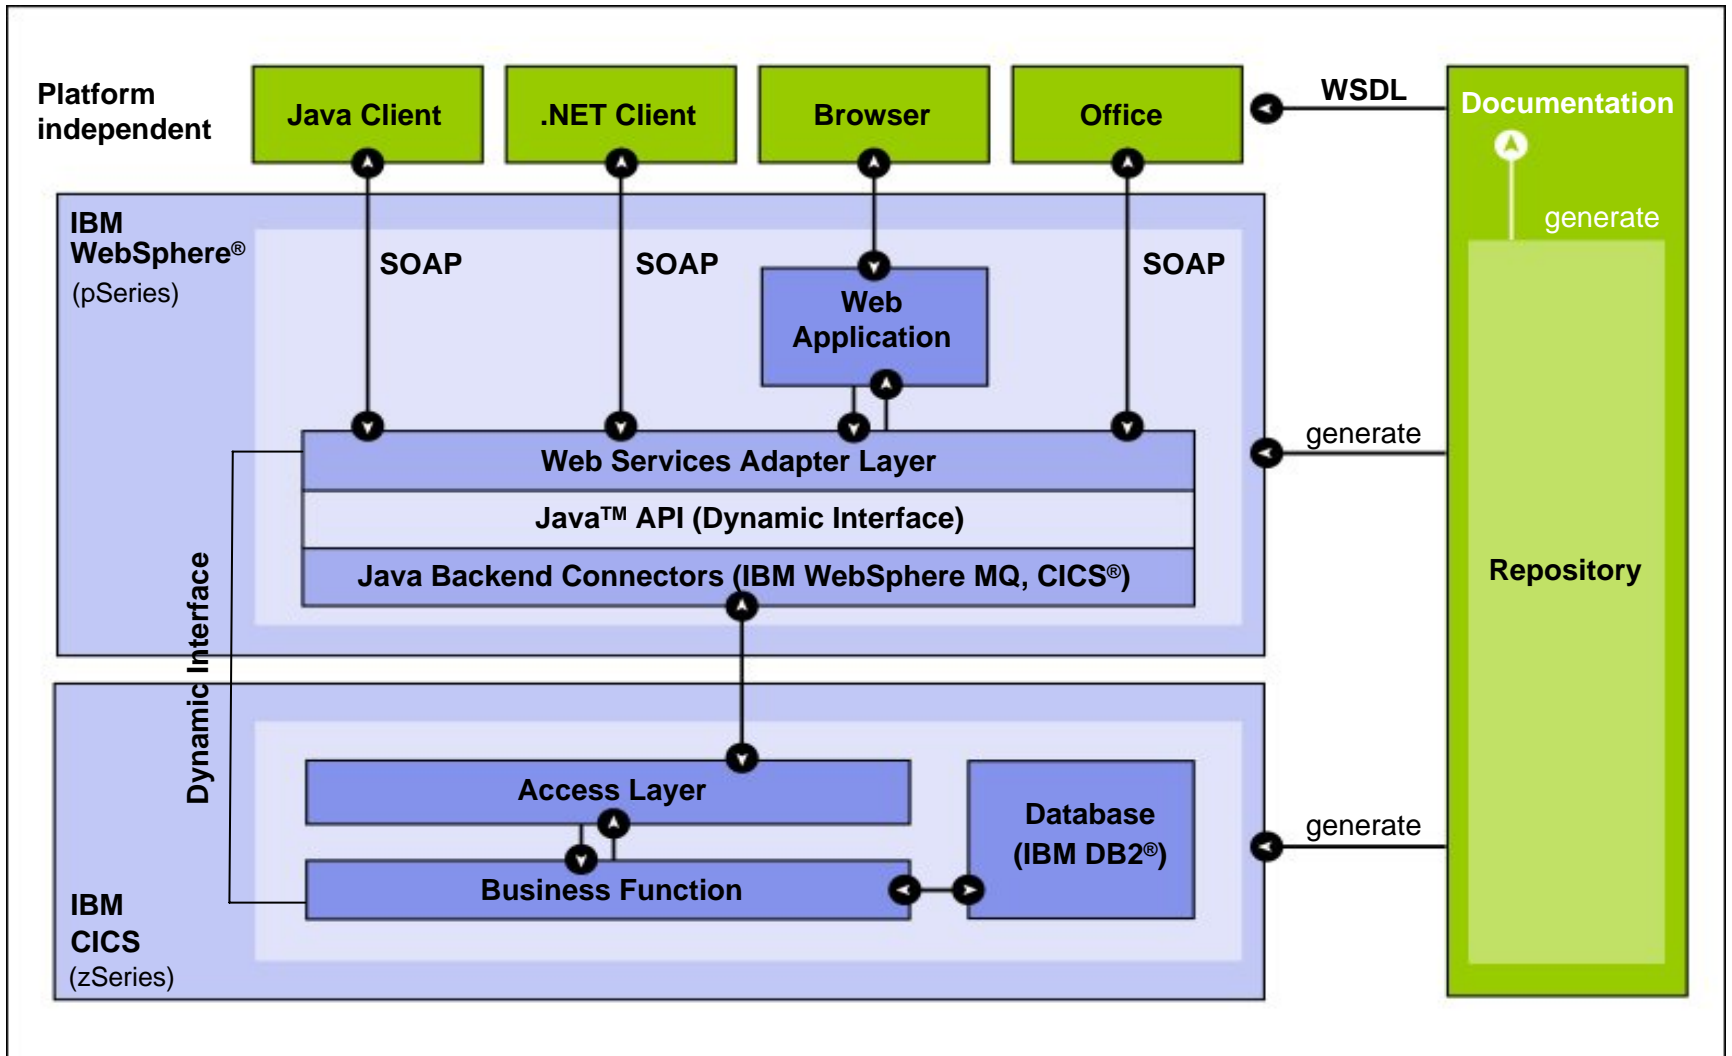 Platform
independent
Java Client
.NET Client
Browser
Office
WSDL
Documentation
generate
IBM
WebSphere®
(pSeries)
SOAP
SOAP
SOAP
Web
Application
Web Services Adapter Layer
generate
Java™ API (Dynamic Interface)
Java Backend Connectors (IBM WebSphere MQ, CICS®)
Repository
Dynamic Interface
Access Layer
Database
(IBM DB2®)
generate
Business Function
IBM
CICS
(zSeries)